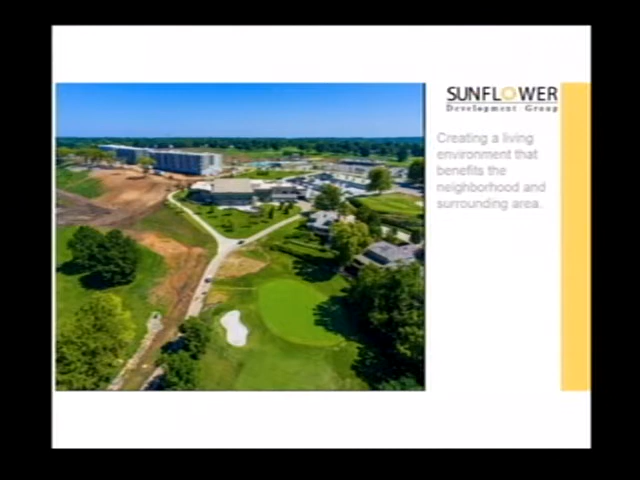 SUNFLOWER
Development Group
Creating a living
environment that
benefits the
neighborhood and
surrounding area.